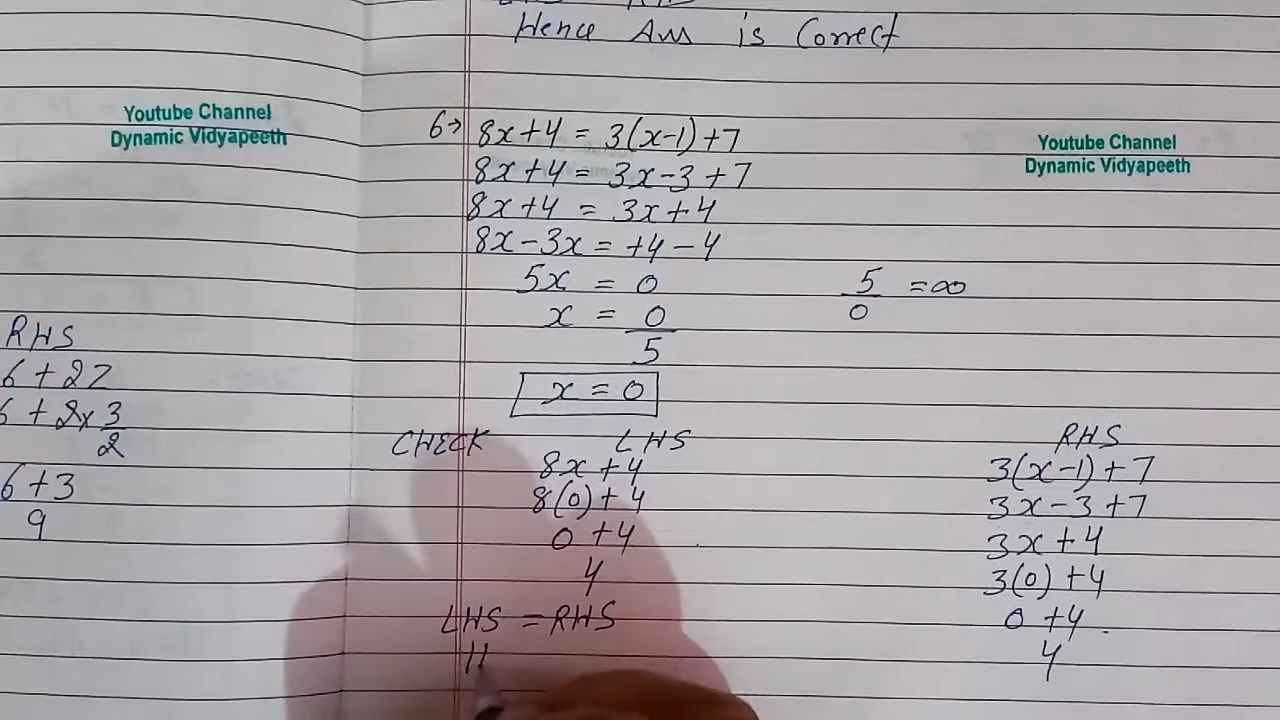 Hence Ans is Correct
Youtube Channel
Dynamic Vidyapeeth
Youtube Channel
Dynamic Vidyapeeth
6→ 8x+4 = 3(x-1)+7
8x+4 = 3x-3+7
8x+4 = 3x+4
8x-3x = +4-4
5x = 0
x = 0/5
x = 0
5/0 = ∞
RHS
6+2z
6+2x3/2
6+3
9
CHECK
LHS
8x+4
8(0)+4
0+4
4
LHS = RHS
RHS
3(x-1)+7
3x-3+7
3x+4
3(0)+4
0+4
4